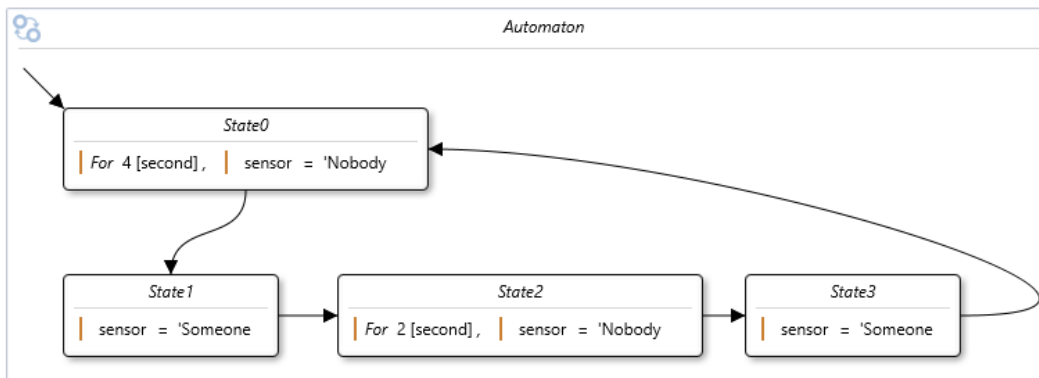 Automaton
State0
For 4 [second] , sensor = 'Nobody
State1
sensor = 'Someone
State2
For 2 [second] , sensor = 'Nobody
State3
sensor = 'Someone